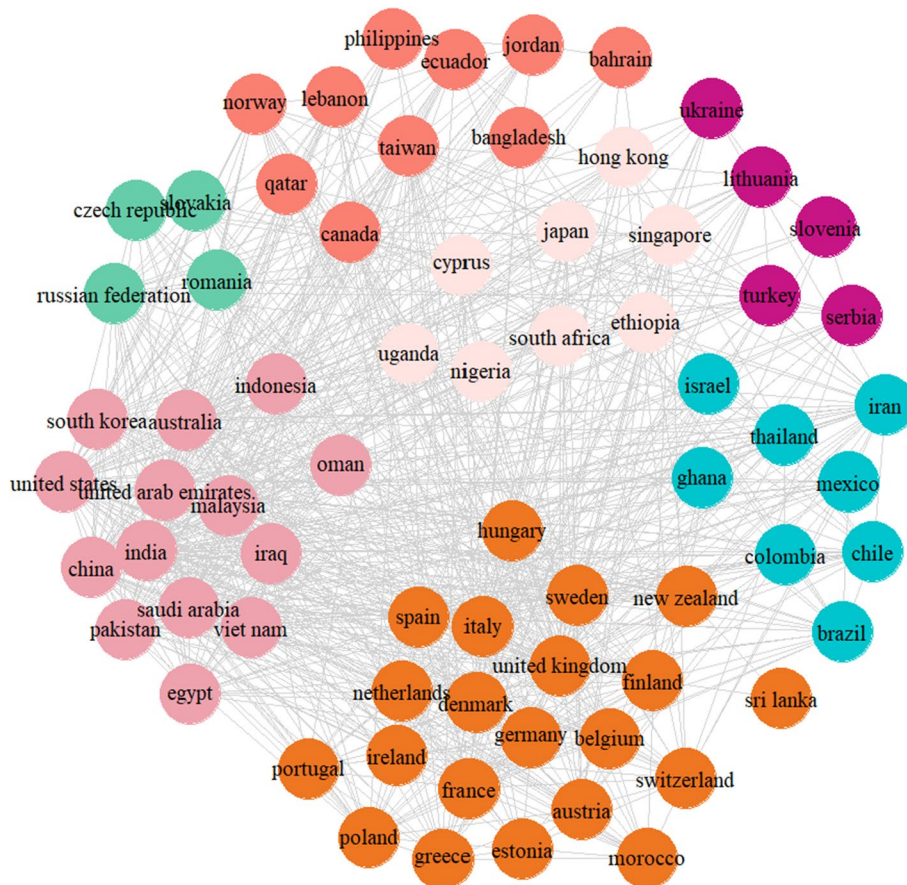 philippines
ecuador
jordan
bahrain
norway
lebanon
ukraine
taiwan
bangladesh
hong kong
qatar
lithuania
czech republic
slovakia
canada
japan
singapore
slovenia
cyprus
russian federation
romania
turkey
serbia
uganda
nigeria
south africa
ethiopia
indonesia
israel
iran
south korea
australia
thailand
oman
united states
united arab emirates
malaysia
ghana
mexico
hungary
china
india
iraq
colombia
chile
pakistan
saudi arabia
viet nam
spain
italy
sweden
new zealand
brazil
egypt
netherlands
denmark
united kingdom
finland
sri lanka
portugal
ireland
germany
belgium
switzerland
france
austria
poland
greece
estonia
morocco